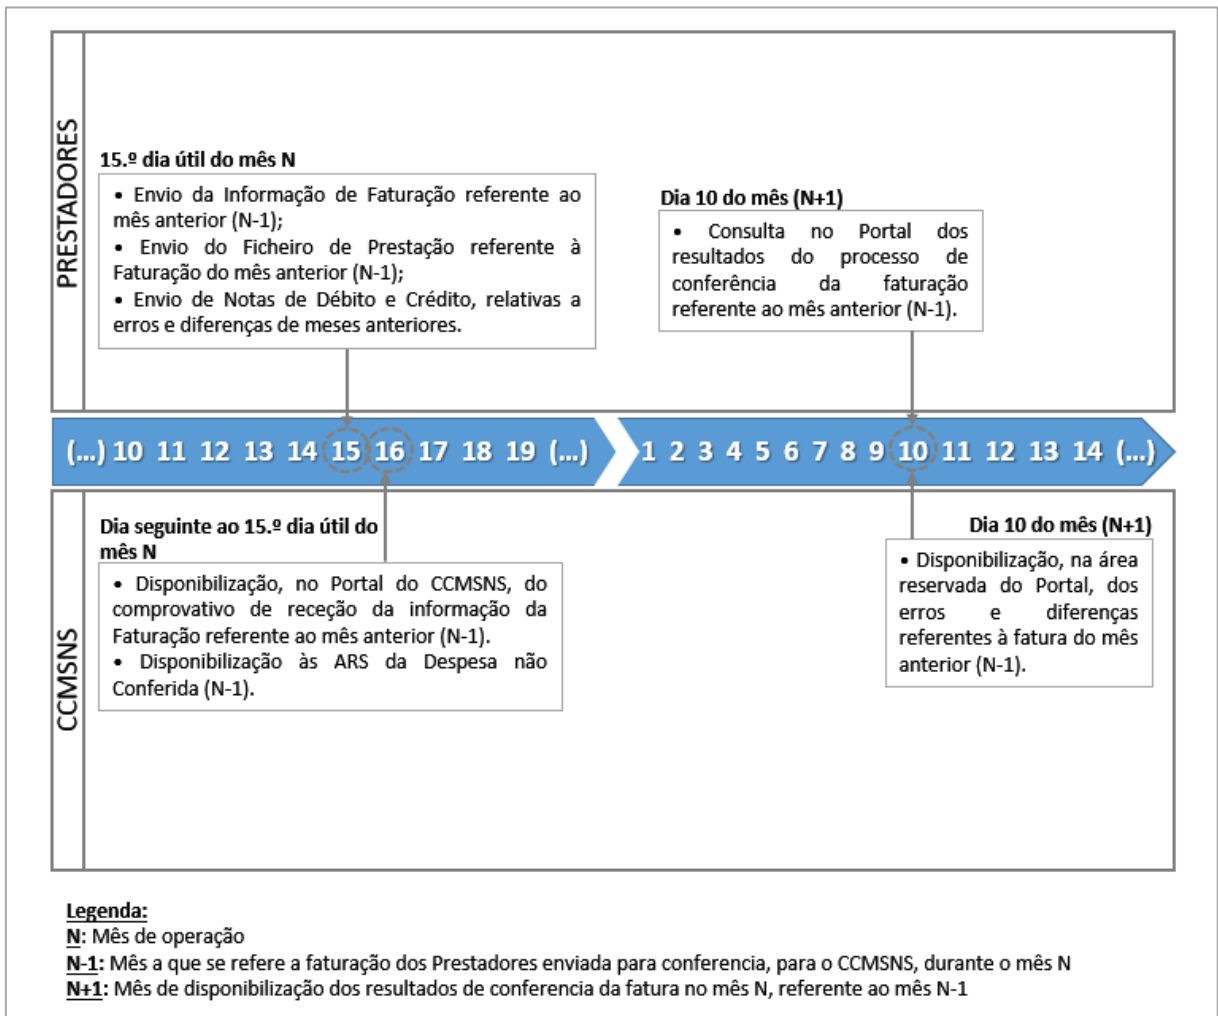 PRESTADORES
15.º dia útil do mês N
• Envio da Informação de Faturação referente ao
mês anterior (N-1);
• Envio do Ficheiro de Prestação referente à
Faturação do mês anterior (N-1);
• Envio de Notas de Débito e Crédito, relativas a
erros e diferenças de meses anteriores.
Dia 10 do mês (N+1)
• Consulta no Portal dos
resultados do processo de
conferência da faturação
referente ao mês anterior (N-1).
(...) 10 11 12 13 14 15 16 17 18 19 (...)
1 2 3 4 5 6 7 8 9 10 11 12 13 14 (...)
CCMSNS
Dia seguinte ao 15.º dia útil do
mês N
• Disponibilização, no Portal do CCMSNS, do
comprovativo de receção da informação da
Faturação referente ao mês anterior (N-1).
• Disponibilização às ARS da Despesa não
Conferida (N-1).
Dia 10 do mês (N+1)
• Disponibilização, na área
reservada do Portal, dos
erros e diferenças
referentes à fatura do mês
anterior (N-1).
Legenda:
N: Mês de operação
N-1: Mês a que se refere a faturação dos Prestadores enviada para conferencia, para o CCMSNS, durante o mês N
N+1: Mês de disponibilização dos resultados de conferencia da fatura no mês N, referente ao mês N-1